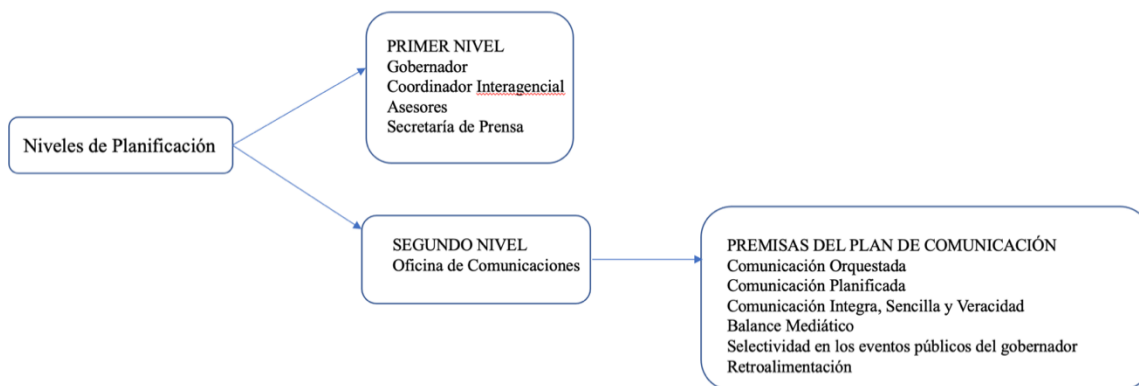 Niveles de Planificación
PRIMER NIVEL
Gobernador
Coordinador Interagencial
Asesores
Secretaría de Prensa
SEGUNDO NIVEL
Oficina de Comunicaciones
PREMISAS DEL PLAN DE COMUNICACIÓN
Comunicación Orquestada
Comunicación Planificada
Comunicación Integra, Sencilla y Veracidad
Balance Mediático
Selectividad en los eventos públicos del gobernador
Retroalimentación